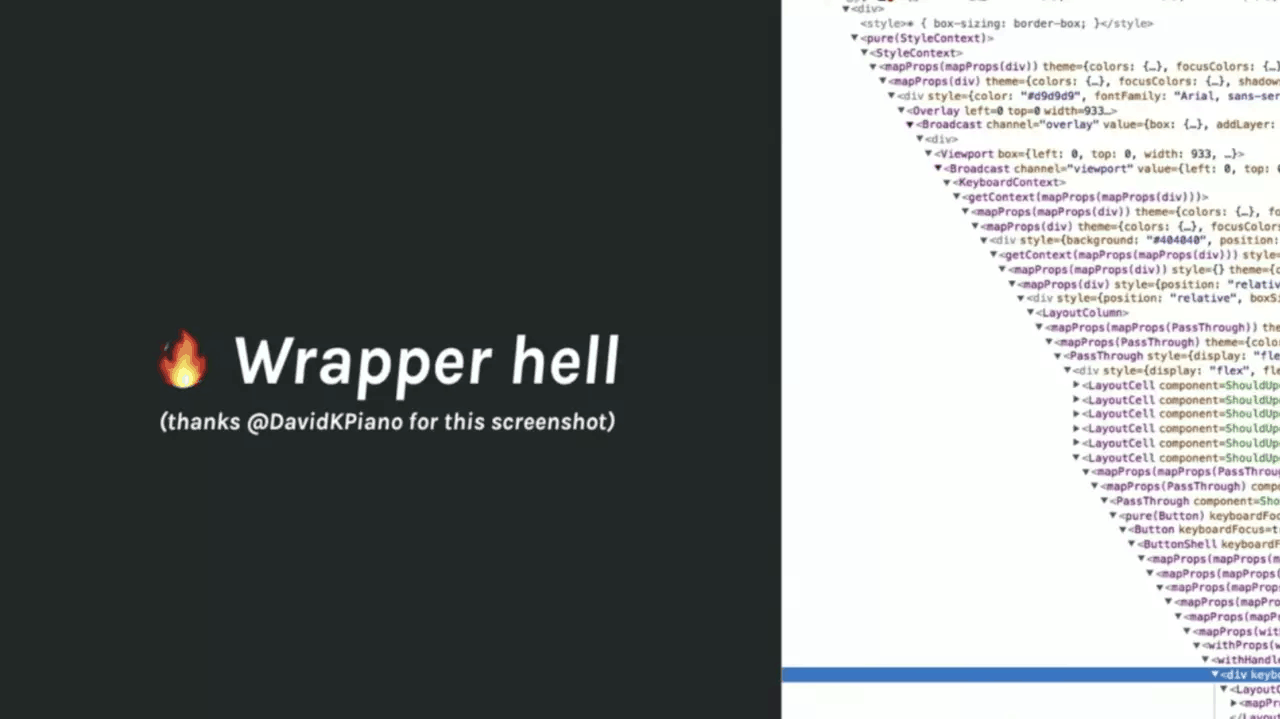 🔥 Wrapper hell
(thanks @DavidKPiano for this screenshot)
▼<div>
<style>* { box-sizing: border-box; }</style>
▼<pure(StyleContext)>
▼<StyleContext>
▼<mapProps(mapProps(div)) theme={colors: {…}, focusColors: {…}
▼<mapProps(div) theme={colors: {…}, focusColors: {…}, shadow
▼<div style={color: "#d9d9d9", fontFamily: "Arial, sans-ser
▼<Overlay left=0 top=0 width=933…>
▼<Broadcast channel="overlay" value={box: {…}, addLayer:
▼<div>
▼<Viewport box={left: 0, top: 0, width: 933, …}>
▼<Broadcast channel="viewport" value={left: 0, top:
▼<KeyboardContext>
▼<getContext(mapProps(mapProps(div)))>
▼<mapProps(mapProps(div)) theme={colors: {…}, fo
▼<mapProps(div) theme={colors: {…}, focusColors
▼<div style={background: "#404040", position:
▼<getContext(mapProps(mapProps(div))) style=
▼<mapProps(mapProps(div)) style={} theme={c
▼<mapProps(div) style={position: "relativ
▼<div style={position: "relative", boxSi
▼<LayoutColumn>
▼<mapProps(mapProps(PassThrough)) the
▼<mapProps(PassThrough) theme={colo
▼<PassThrough style={display: "fle
▼<div style={display: "flex", fle
▶<LayoutCell component=ShouldUp
▶<LayoutCell component=ShouldUp
▶<LayoutCell component=ShouldUp
▶<LayoutCell component=ShouldUp
▶<LayoutCell component=ShouldUp
▼<LayoutCell component=ShouldUp
▼<mapProps(mapProps(PassThroug
▼<mapProps(PassThrough) compo
▼<PassThrough component=Shou
▼<pure(Button) keyboardFoc
▼<Button keyboardFocus=t
▼<ButtonShell keyboardF
▼<mapProps(mapProps(m
▼<mapProps(mapProps(
▼<mapProps(mapProps
▼<mapProps(mapPro
▼<mapProps(mapP
▼<mapProps(wit
▼<withProps(w
▼<withHandle
▼<div keybo
▼<LayoutC
▶<mapPr
</Layout